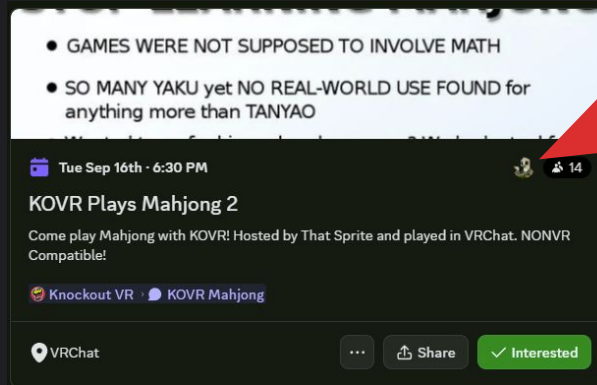 • GAMES WERE NOT SUPPOSED TO INVOLVE MATH
• SO MANY YAKU yet NO REAL-WORLD USE FOUND for
anything more than TANYAO
Tue Sep 16th · 6:30 PM
14
KOVR Plays Mahjong 2
Come play Mahjong with KOVR! Hosted by That Sprite and played in VRChat. NONVR
Compatible!
Knockout VR · KOVR Mahjong
VRChat
... Share ✓ Interested